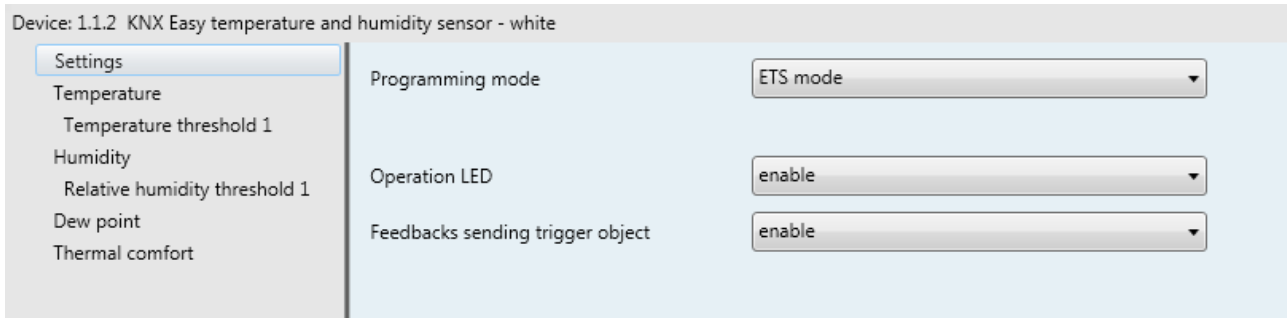 Device: 1.1.2 KNX Easy temperature and humidity sensor - white
Settings
Temperature
Temperature threshold 1
Humidity
Relative humidity threshold 1
Dew point
Thermal comfort
Programming mode ETS mode
Operation LED enable
Feedbacks sending trigger object enable